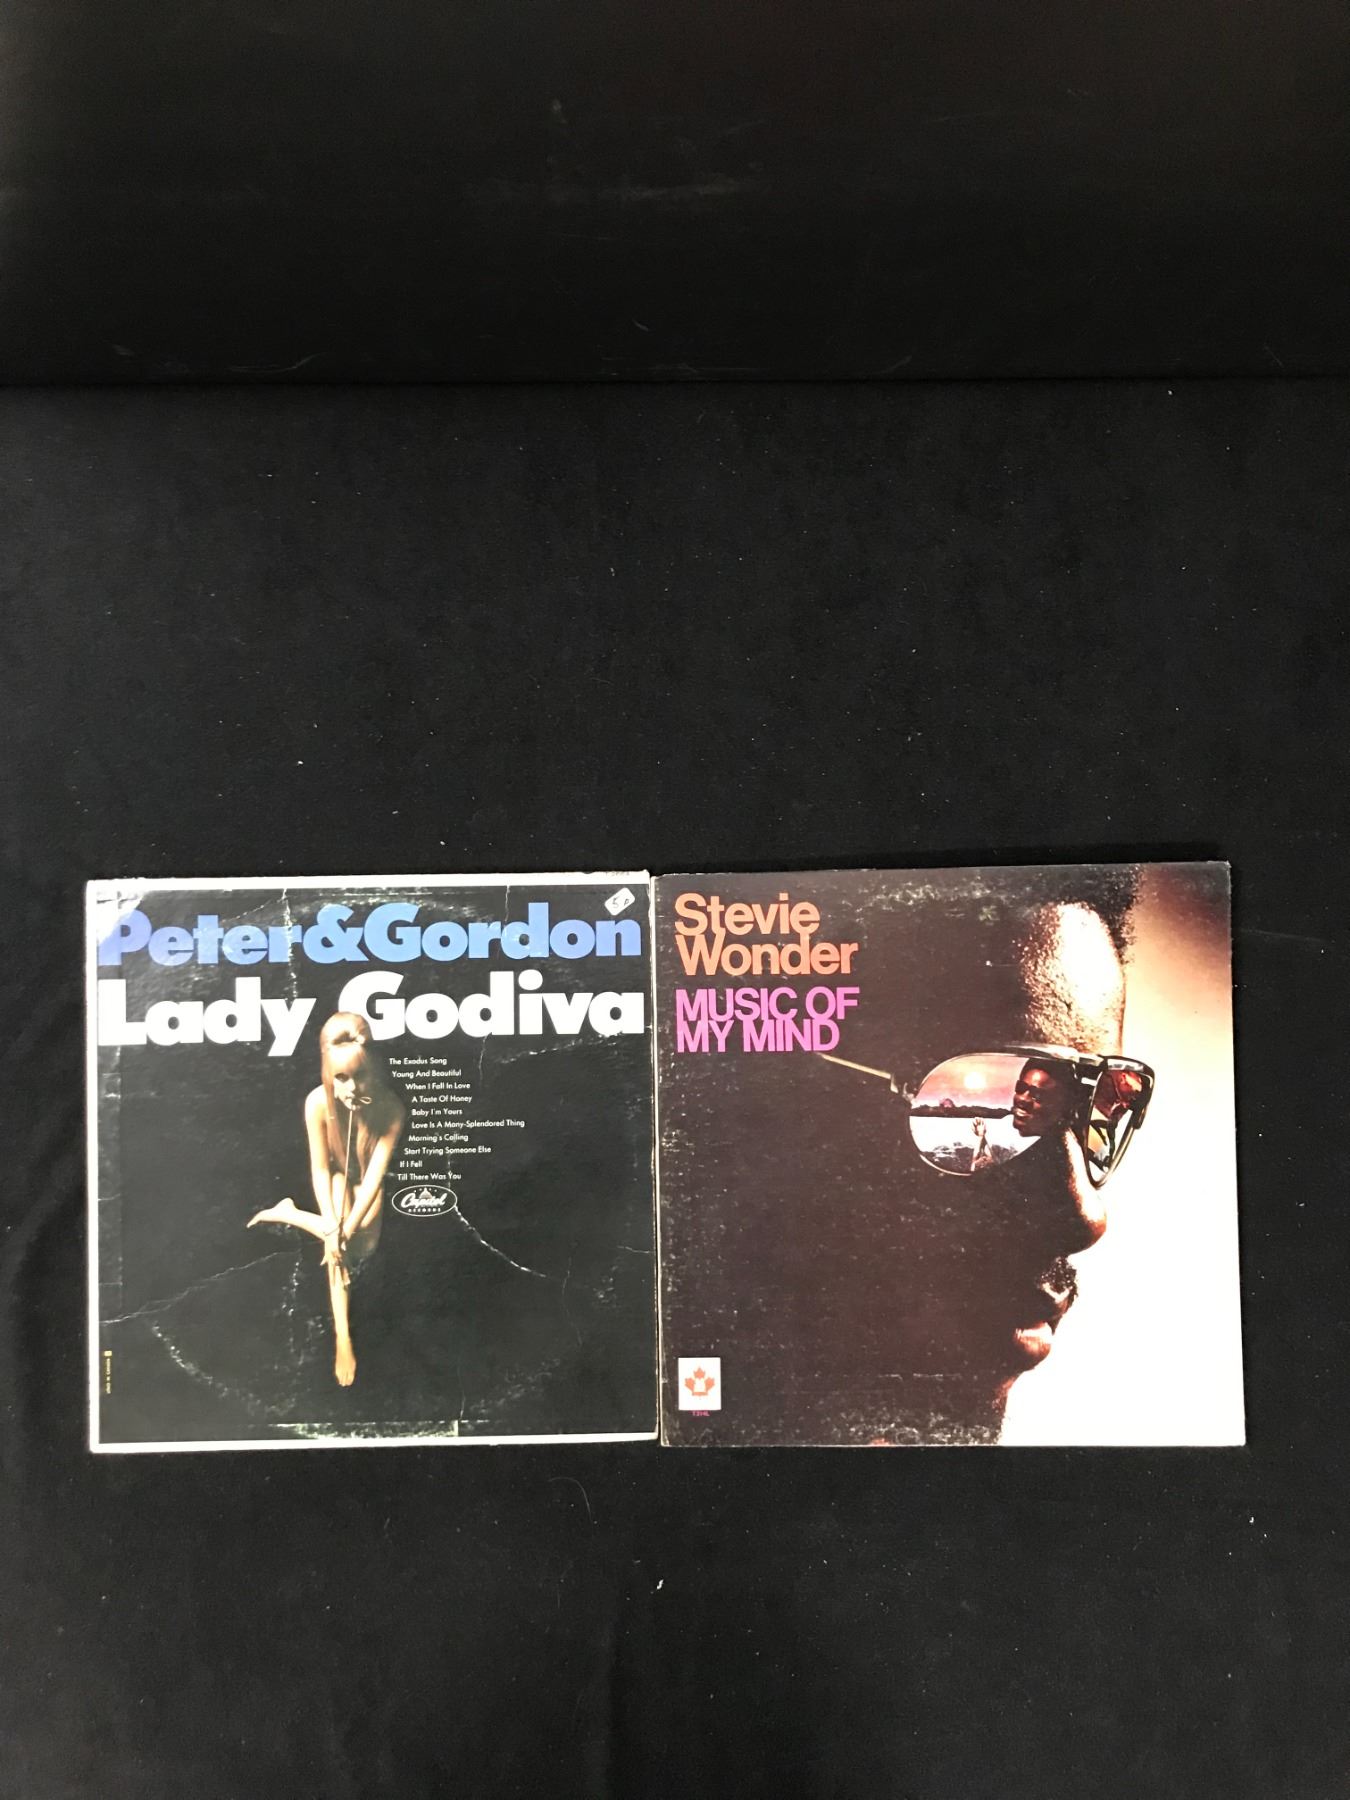 Peter&Gordon
Lady Godiva
The Exodus Song
Young And Beautiful
When I Fall In Love
A Taste Of Honey
Baby I'm Yours
Love Is A Many-Splendored Thing
Morning's Calling
Start Trying Someone Else
If I Fell
Till There Was You
Capitol
RECORDS
Stevie
Wonder
MUSIC OF
MY MIND
T314L